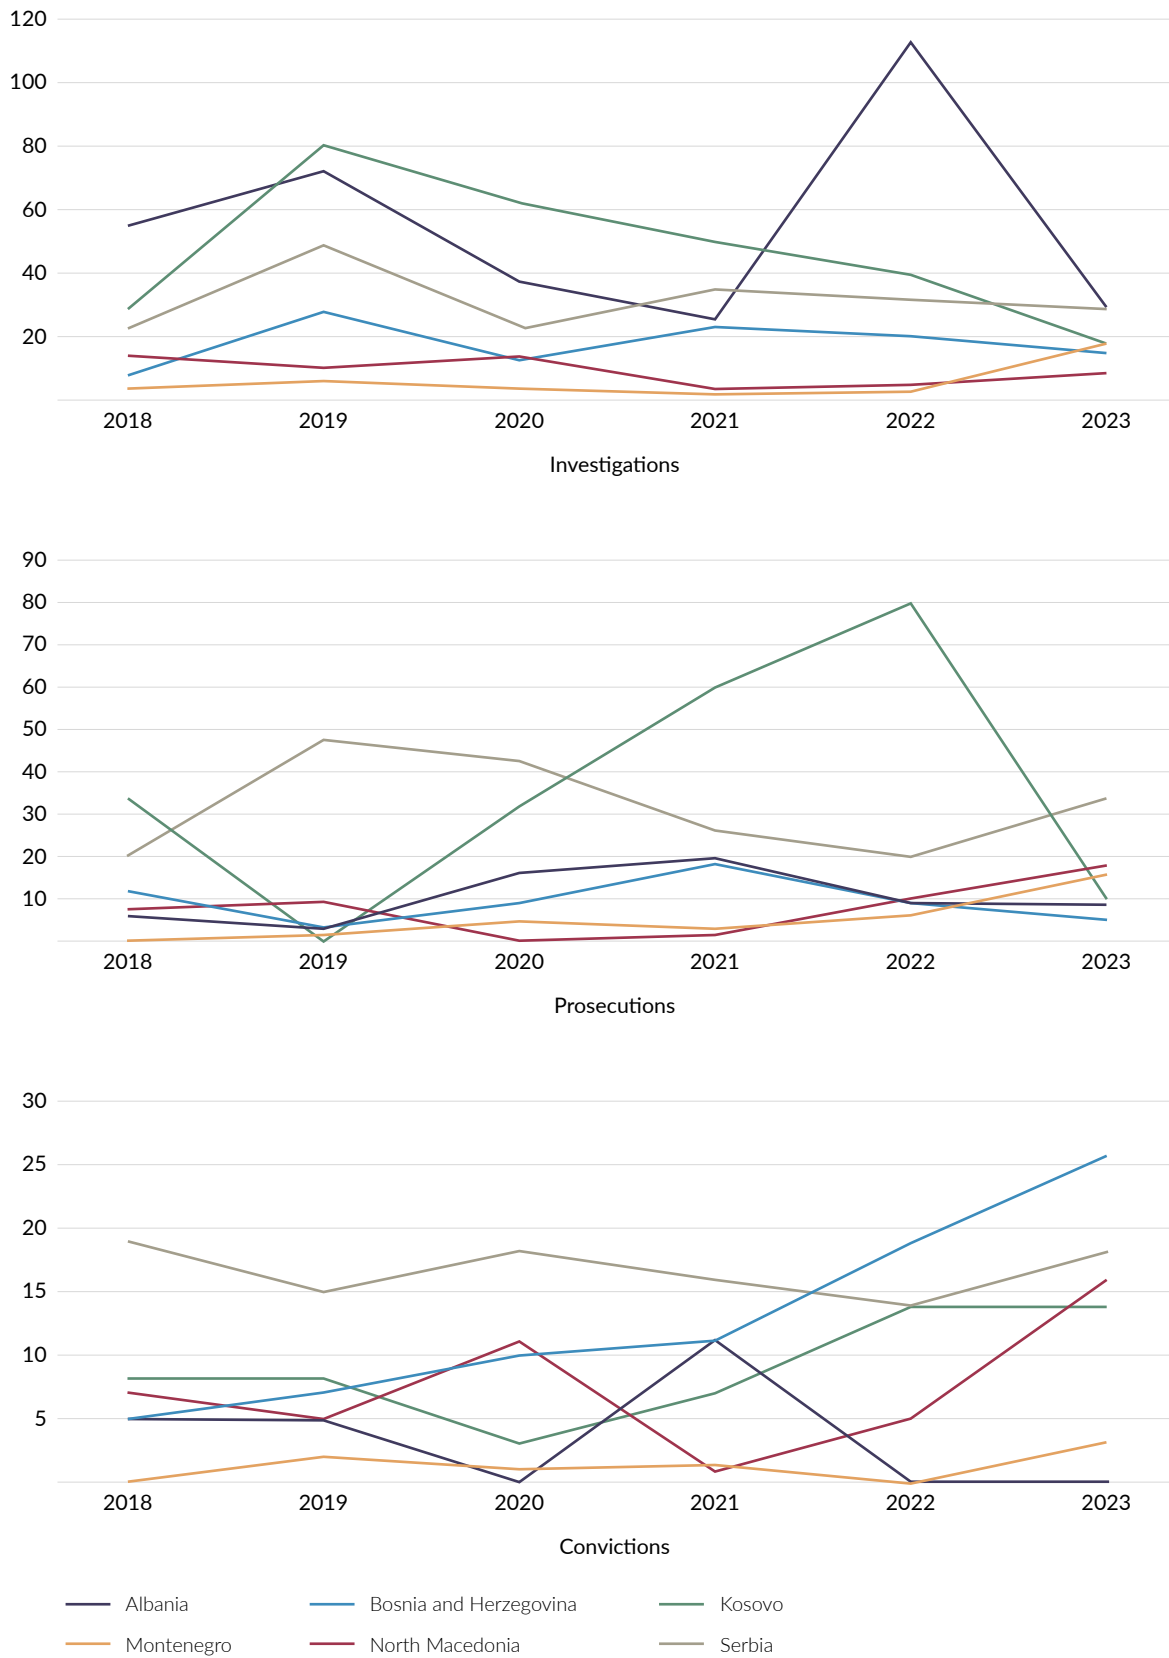 120
100
80
60
40
20
2018 2019 2020 2021 2022 2023
Investigations
90
80
70
60
50
40
30
20
10
2018 2019 2020 2021 2022 2023
Prosecutions
30
25
20
15
10
5
2018 2019 2020 2021 2022 2023
Convictions
Albania Bosnia and Herzegovina Kosovo
Montenegro North Macedonia Serbia